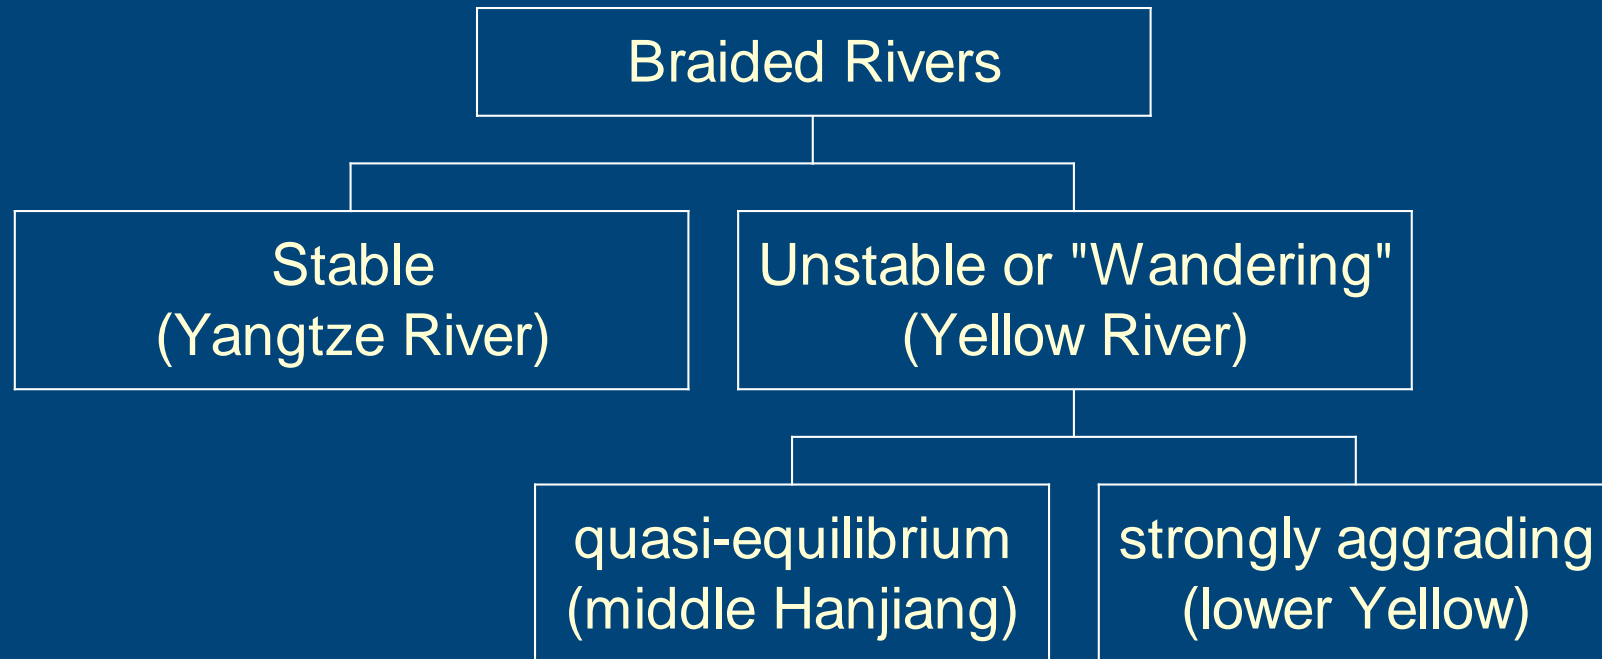 Braided Rivers
Stable
(Yangtze River)
Unstable or "Wandering"
(Yellow River)
quasi-equilibrium
(middle Hanjiang)
strongly aggrading
(lower Yellow)